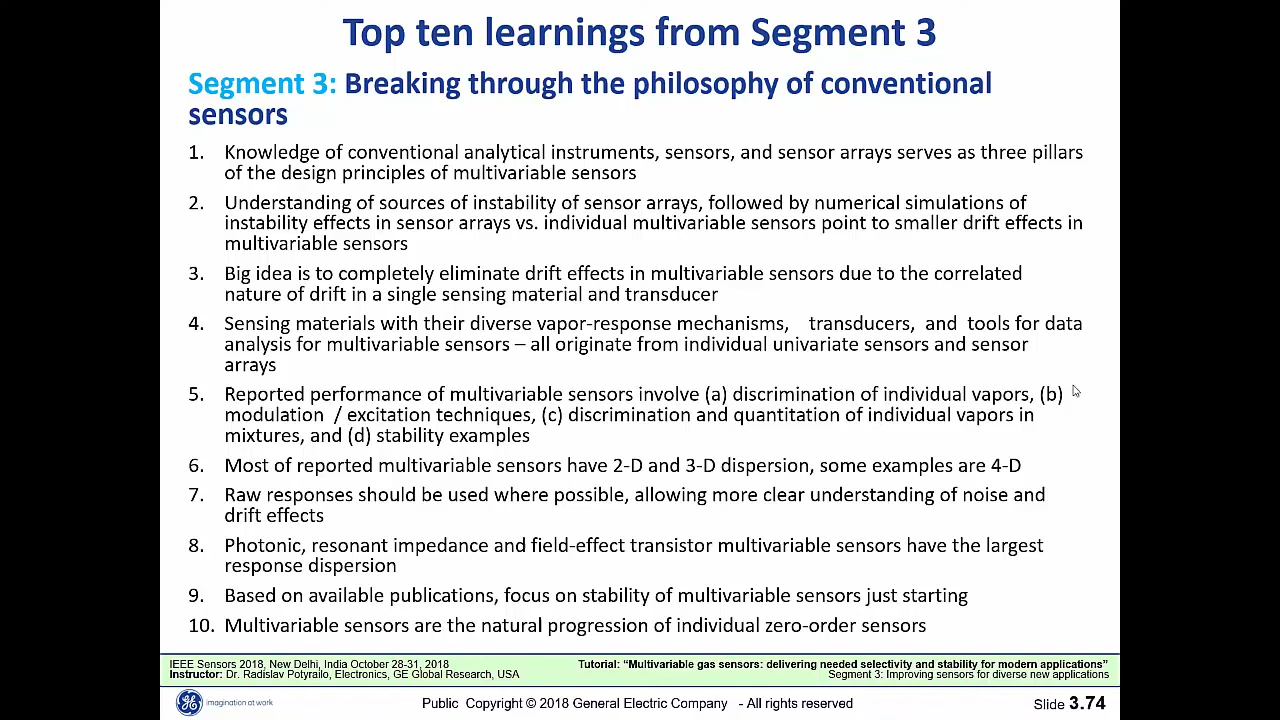 Top ten learnings from Segment 3
Segment 3: Breaking through the philosophy of conventional
sensors
1. Knowledge of conventional analytical instruments, sensors, and sensor arrays serves as three pillars
of the design principles of multivariable sensors
2. Understanding of sources of instability of sensor arrays, followed by numerical simulations of
instability effects in sensor arrays vs. individual multivariable sensors point to smaller drift effects in
multivariable sensors
3. Big idea is to completely eliminate drift effects in multivariable sensors due to the correlated
nature of drift in a single sensing material and transducer
4. Sensing materials with their diverse vapor-response mechanisms, transducers, and tools for data
analysis for multivariable sensors – all originate from individual univariate sensors and sensor
arrays
5. Reported performance of multivariable sensors involve (a) discrimination of individual vapors, (b)
modulation / excitation techniques, (c) discrimination and quantitation of individual vapors in
mixtures, and (d) stability examples
6. Most of reported multivariable sensors have 2-D and 3-D dispersion, some examples are 4-D
7. Raw responses should be used where possible, allowing more clear understanding of noise and
drift effects
8. Photonic, resonant impedance and field-effect transistor multivariable sensors have the largest
response dispersion
9. Based on available publications, focus on stability of multivariable sensors just starting
10. Multivariable sensors are the natural progression of individual zero-order sensors
IEEE Sensors 2018, New Delhi, India October 28-31, 2018
Instructor: Dr. Radislav Potyrailo, Electronics, GE Global Research, USA
Tutorial: “Multivariable gas sensors: delivering needed selectivity and stability for modern applications”
Segment 3: Improving sensors for diverse new applications
imagination at work
Public Copyright © 2018 General Electric Company - All rights reserved
Slide 3.74